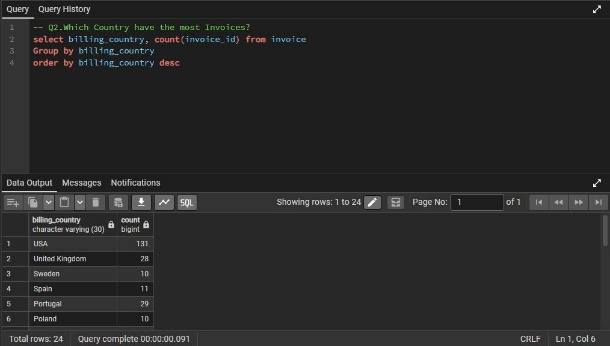 Query Query History
1 -- Q2.Which Country have the most Invoices?
2 select billing_country, count(invoice_id) from invoice
3 Group by billing_country
4 order by billing_country desc
Data Output Messages Notifications
SQL Showing rows: 1 to 24 Page No: 1 of 1
billing_country count
character varying (30) bigint
1 USA 131
2 United Kingdom 28
3 Sweden 10
4 Spain 11
5 Portugal 29
6 Poland 10
Total rows: 24 Query complete 00:00:00.091 CRLF Ln 1, Col 6